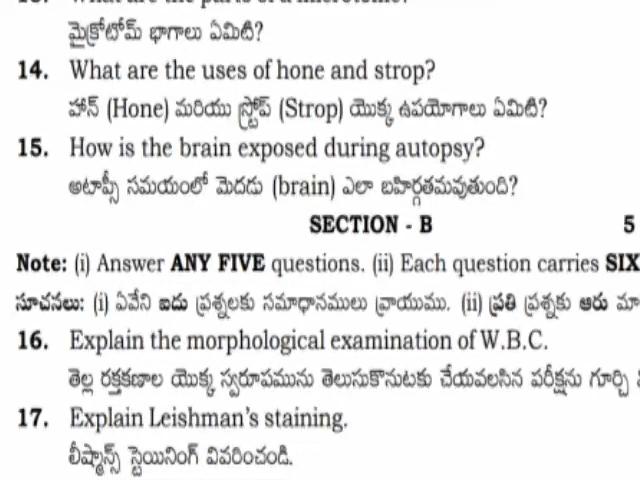 మైక్రోటోమ్ భాగాలు ఏమిటి?
14. What are the uses of hone and strop?
హాన్ (Hone) మరియు స్ట్రోప్ (Strop) యొక్క ఉపయోగాలు ఏమిటి?
15. How is the brain exposed during autopsy?
అటాప్సీ సమయంలో మెదడు (brain) ఎలా బహిర్గతమవుతుంది?
SECTION - B 5
Note: (i) Answer ANY FIVE questions. (ii) Each question carries SIX
సూచనలు: (i) ఏవేని ఐదు ప్రశ్నలకు సమాధానములు వ్రాయుము. (ii) ప్రతి ప్రశ్నకు ఆరు మా
16. Explain the morphological examination of W.B.C.
తెల్ల రక్తకణాల యొక్క స్వరూపమును తెలుసుకొనుటకు చేయవలసిన పరీక్షను గూర్చి
17. Explain Leishman's staining.
లీష్మాన్స్ స్టెయినింగ్ వివరించండి.